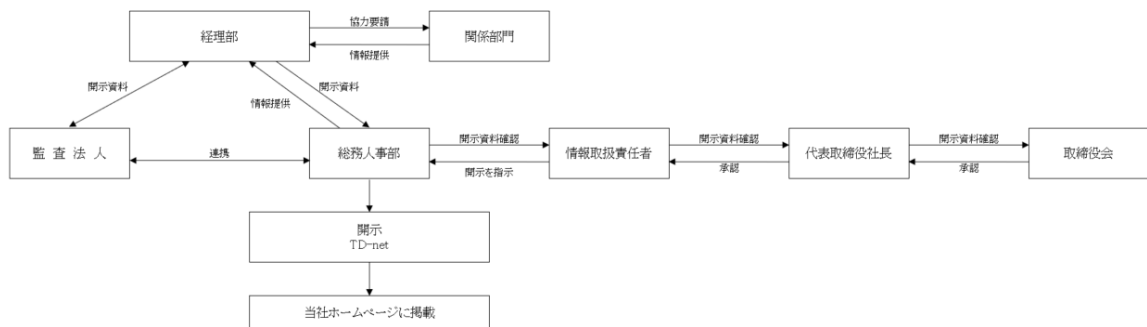 協力要請
経理部
関係部門
情報提供
開示資料
開示資料
情報提供
監査法人
連携
総務人事部
開示資料確認
開示を指示
情報取扱責任者
開示資料確認
承認
代表取締役社長
開示資料確認
承認
取締役会
開示
TD-net
当社ホームページに掲載